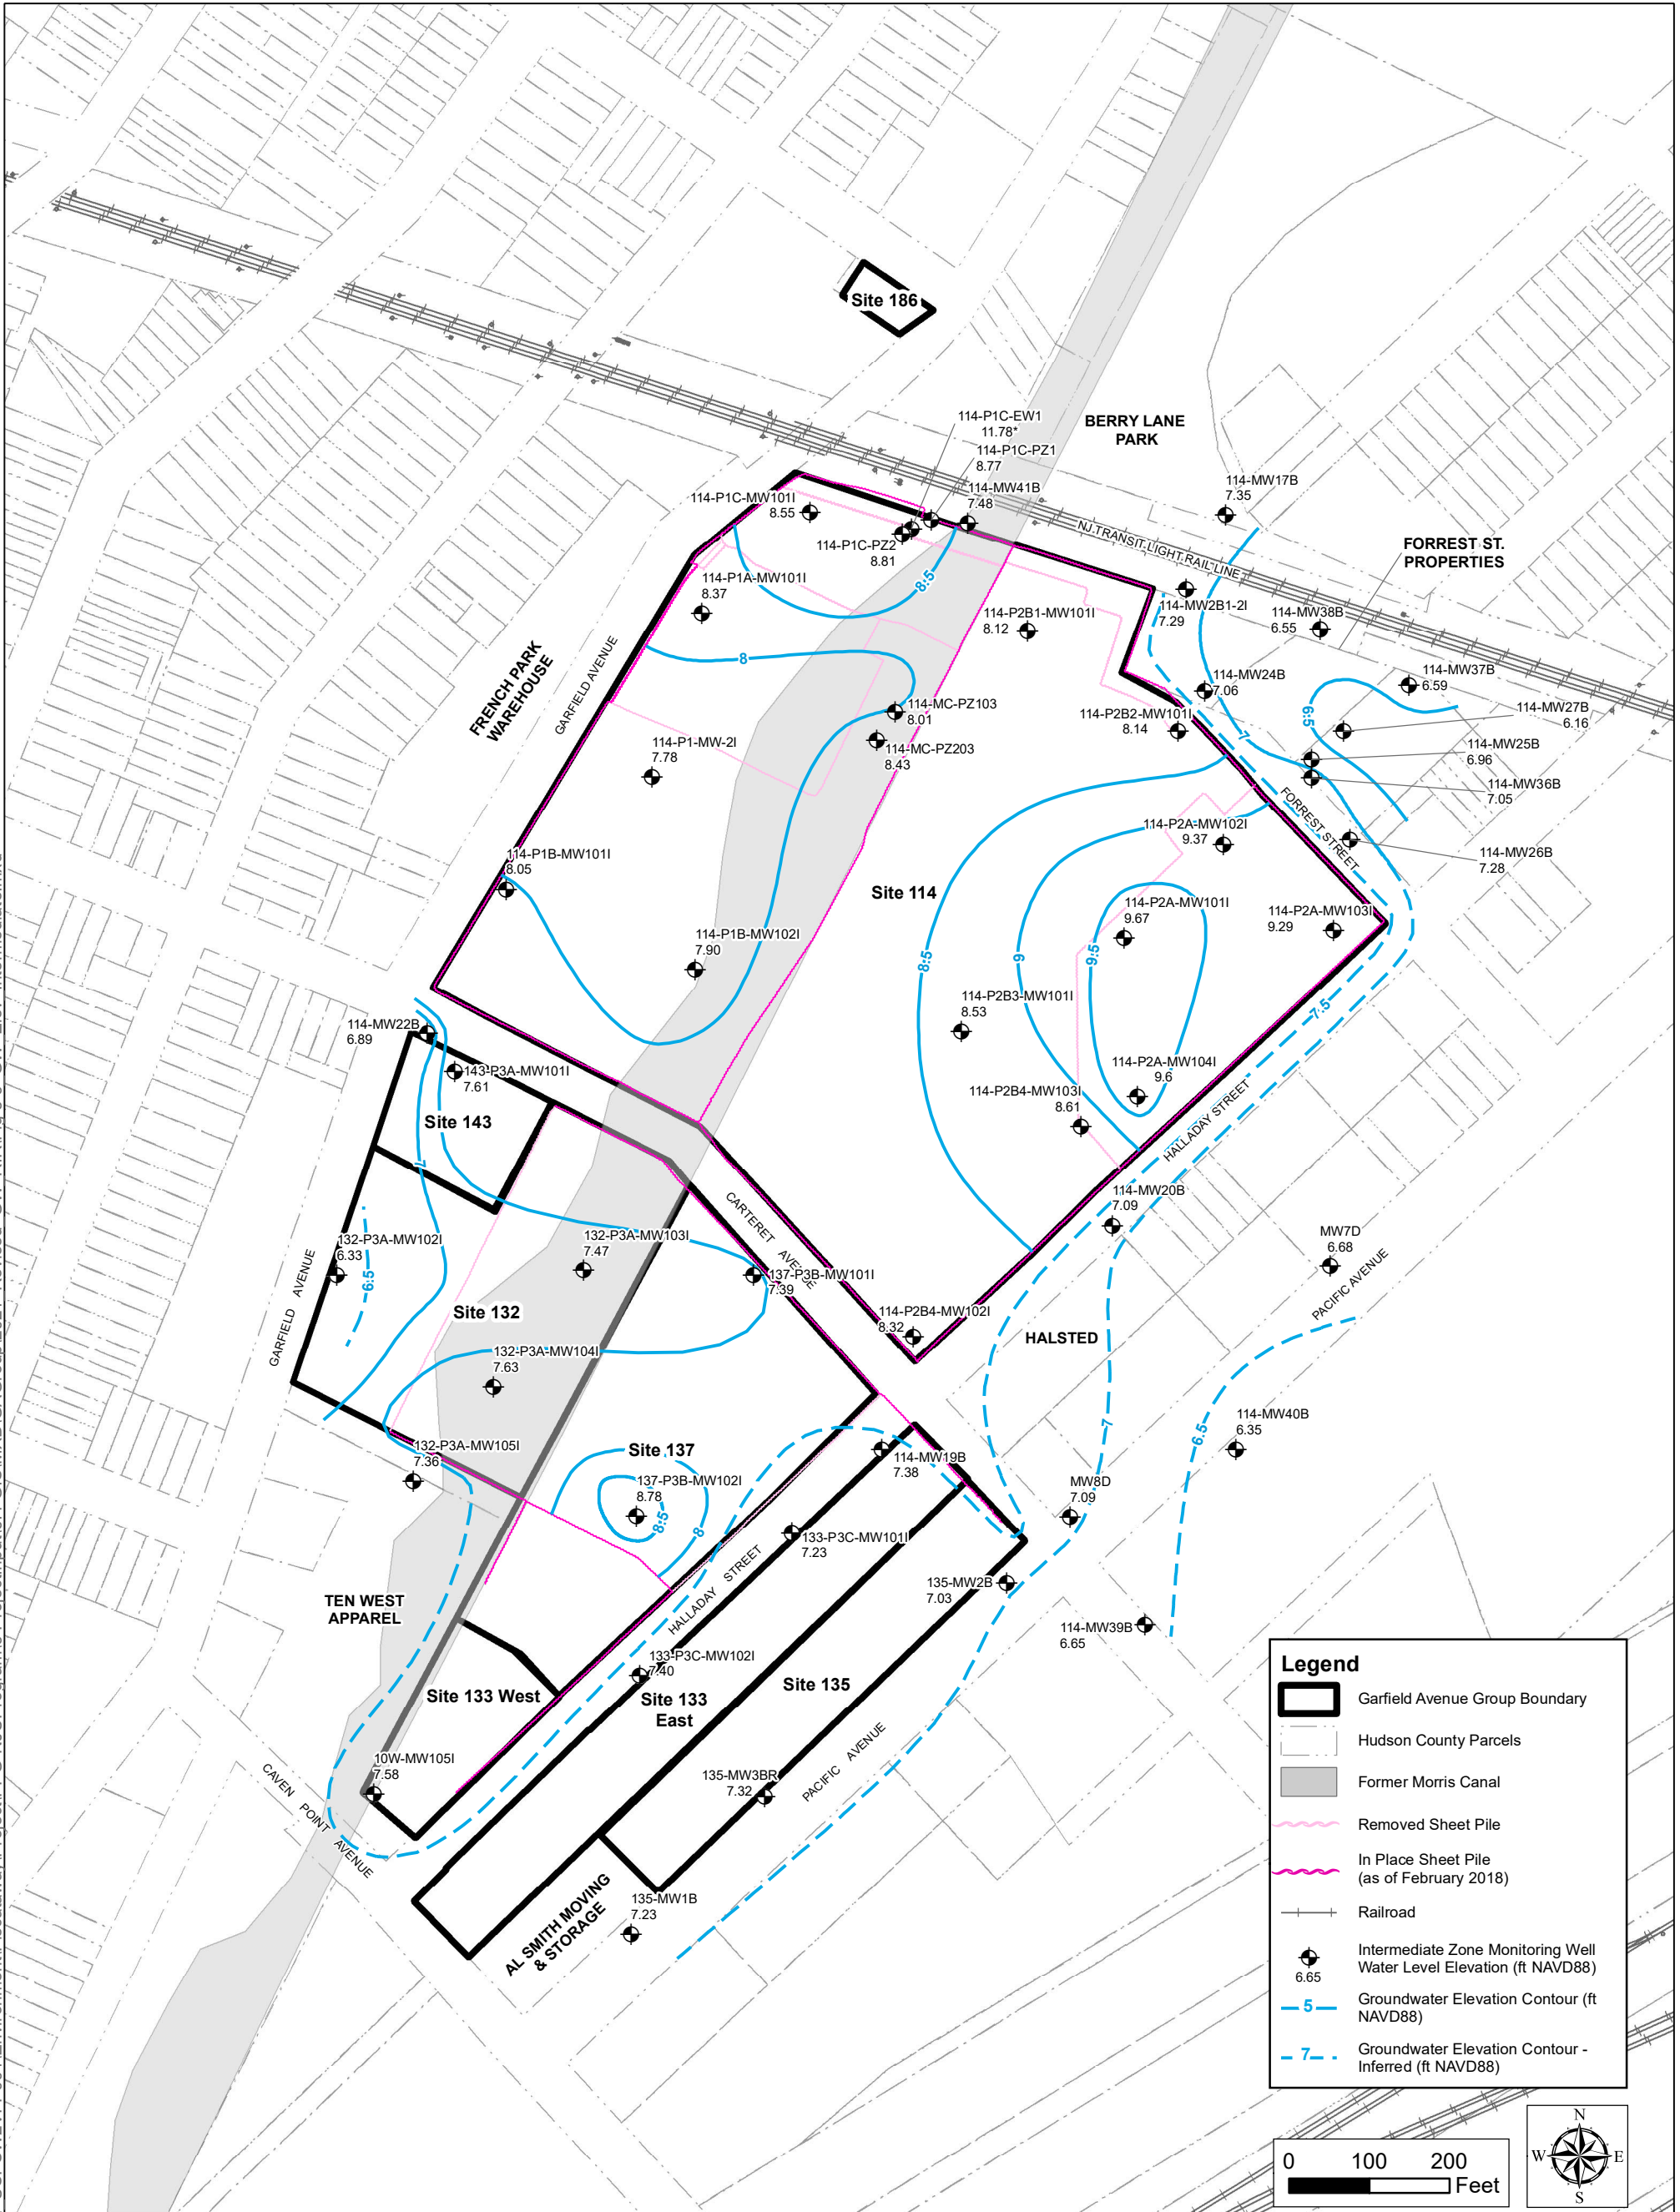 Site 186
BERRY LANE
PARK
114-P1C-EW1
11.78*
114-P1C-PZ1
8.77
114-MW41B
7.48
114-MW17B
7.35
114-P1C-MW101I
8.55
114-P1C-PZ2
8.81
NJ TRANSIT LIGHT RAIL LINE
FORREST ST.
PROPERTIES
114-P1A-MW101I
8.37
8.5
114-P2B1-MW101I
8.12
114-MW2B1-2I
7.29
114-MW38B
6.55
FRENCH PARK
WAREHOUSE
GARFIELD AVENUE
8
114-MW24B
7.06
114-MW37B
6.59
114-MC-PZ103
8.01
114-P2B2-MW101I
8.14
6.5
114-MW27B
6.16
7
114-P1-MW-2I
7.78
114-MC-PZ203
8.43
114-MW25B
6.96
114-MW36B
7.05
FORREST STREET
114-P2A-MW102I
9.37
114-MW26B
7.28
114-P1B-MW101I
8.05
Site 114
114-P2A-MW101I
9.67
114-P2A-MW103I
9.29
114-P1B-MW102I
7.90
8.5
9
9.5
114-P2B3-MW101I
8.53
7.5
114-MW22B
6.89
143-P3A-MW101I
7.61
114-P2A-MW104I
9.6
114-P2B4-MW103I
8.61
Site 143
HALLADAY STREET
7
114-MW20B
7.09
CARTERET AVENUE
132-P3A-MW102I
6.33
132-P3A-MW103I
7.47
MW7D
6.68
6.5
137-P3B-MW101I
7.39
PACIFIC AVENUE
GARFIELD AVENUE
Site 132
114-P2B4-MW102I
8.32
HALSTED
132-P3A-MW104I
7.63
7
6.5
114-MW40B
6.35
132-P3A-MW105I
7.36
Site 137
114-MW19B
7.38
137-P3B-MW102I
8.78
8.5
8
MW8D
7.09
133-P3C-MW101I
7.23
HALLADAY STREET
135-MW2B
7.03
TEN WEST
APPAREL
114-MW39B
6.65
133-P3C-MW102I
7.40
Site 133 West
Site 133
East
Site 135
10W-MW105I
7.58
CAVEN POINT AVENUE
135-MW3BR
7.32
PACIFIC AVENUE
135-MW1B
7.23
AL SMITH MOVING
& STORAGE
Legend
Garfield Avenue Group Boundary
Hudson County Parcels
Former Morris Canal
Removed Sheet Pile
In Place Sheet Pile
(as of February 2018)
Railroad
6.65
Intermediate Zone Monitoring Well
Water Level Elevation (ft NAVD88)
5
Groundwater Elevation Contour (ft
NAVD88)
7
Groundwater Elevation Contour -
Inferred (ft NAVD88)
0 100 200
Feet
N
W E
S